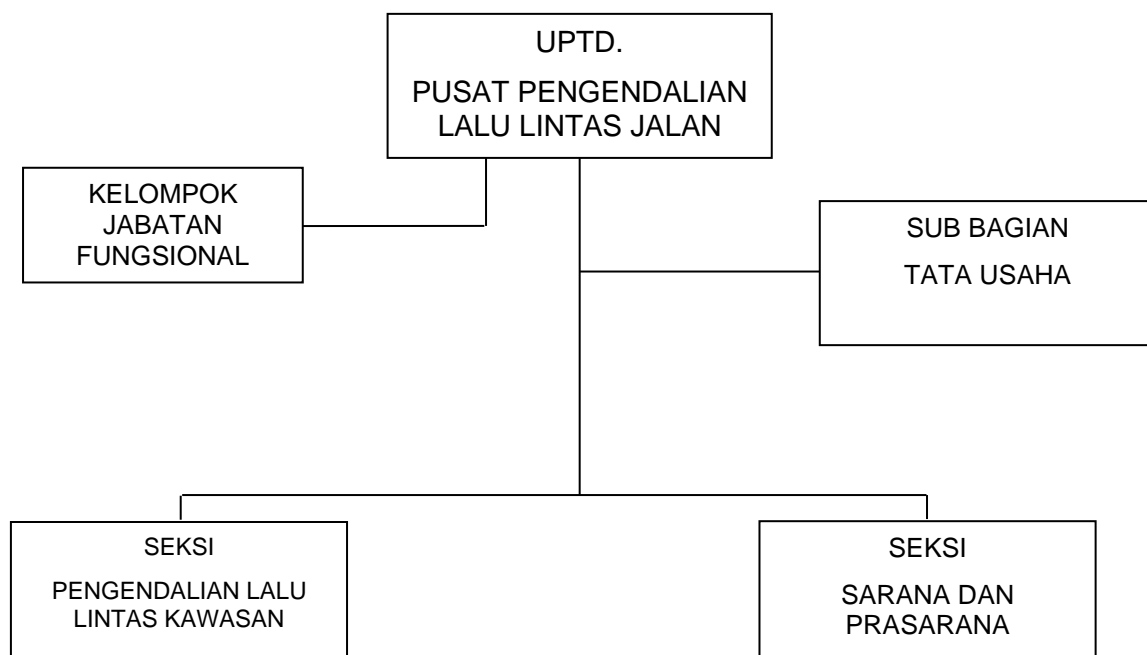 UPTD.
PUSAT PENGENDALIAN
LALU LINTAS JALAN
KELOMPOK
JABATAN
FUNGSIONAL
SUB BAGIAN
TATA USAHA
SEKSI
PENGENDALIAN LALU
LINTAS KAWASAN
SEKSI
SARANA DAN
PRASARANA